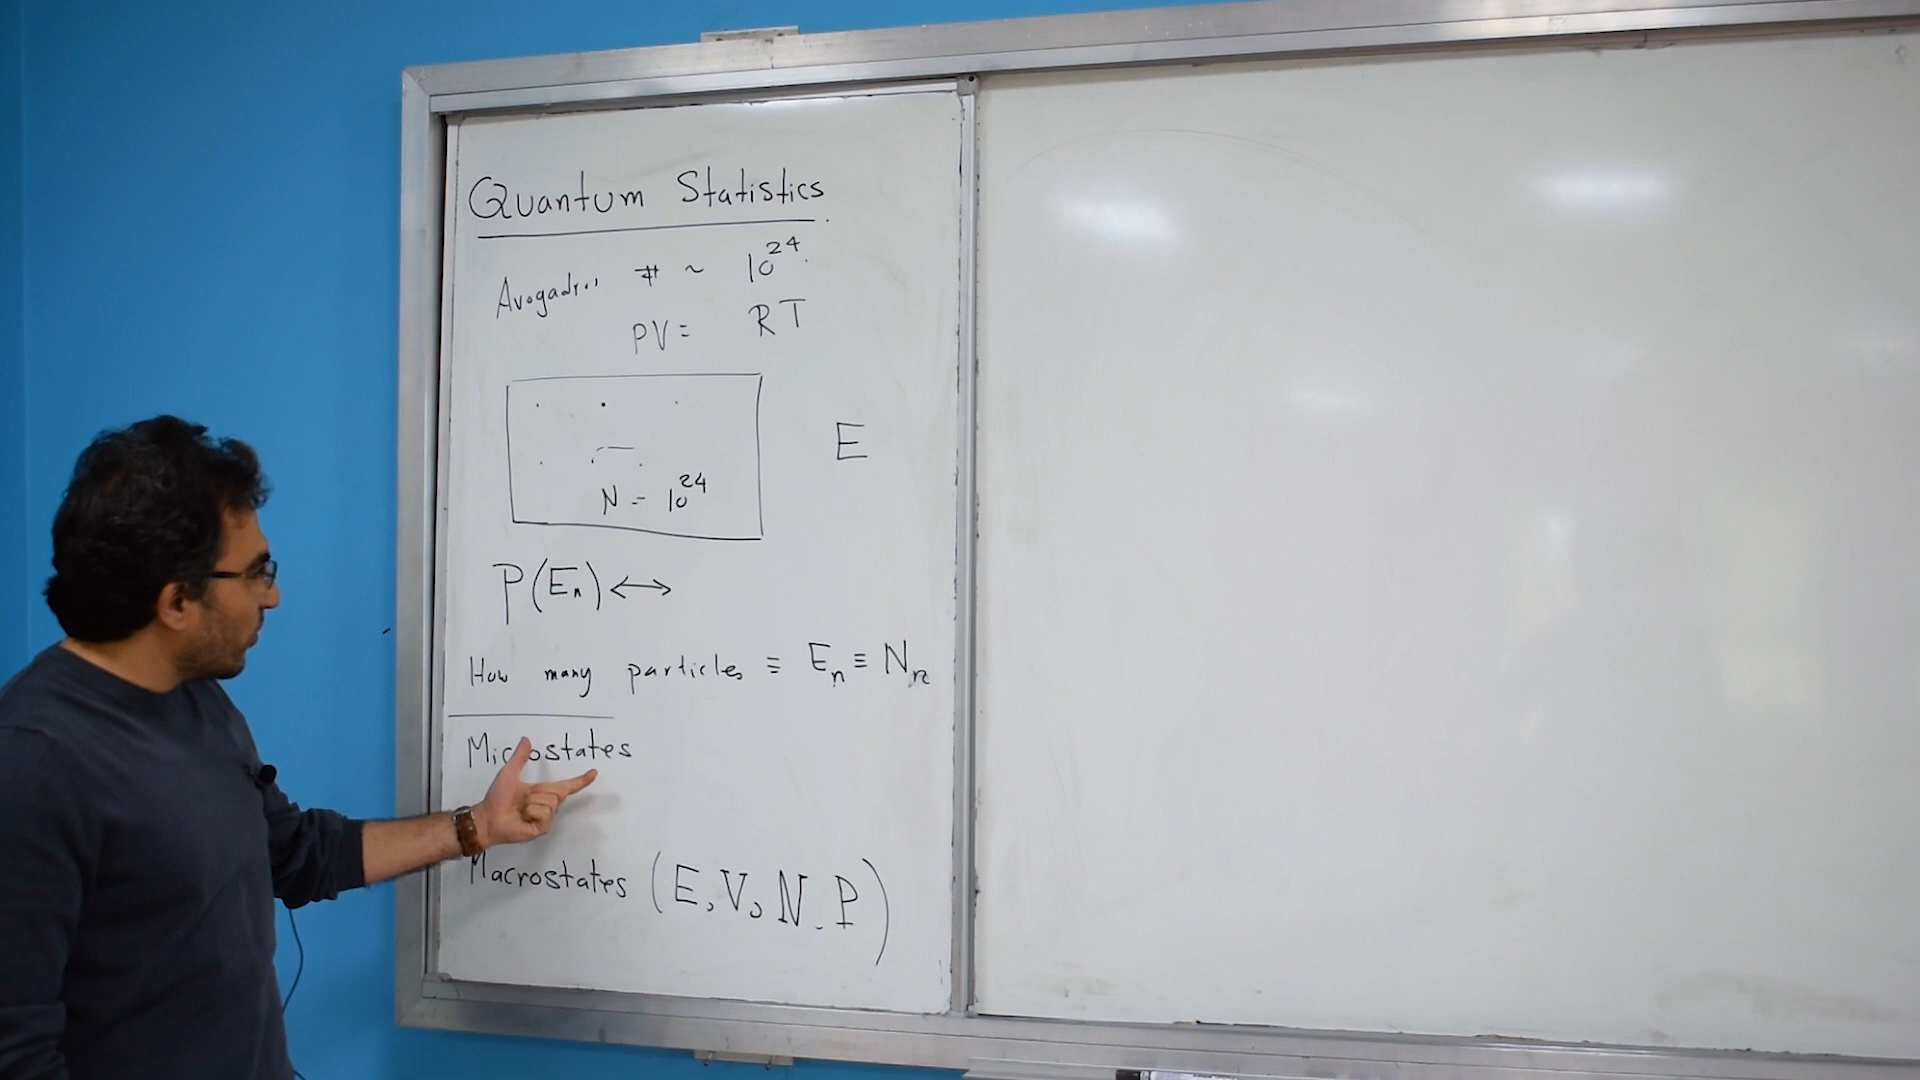 Quantum Statistics
Avogadro's # ~ 10²⁴
PV = RT
E
N = 10²⁴
P(Eₙ) ↔
How many particles ≡ Eₙ ≡ Nₙ
Microstates
Macrostates (E, V, N, P)